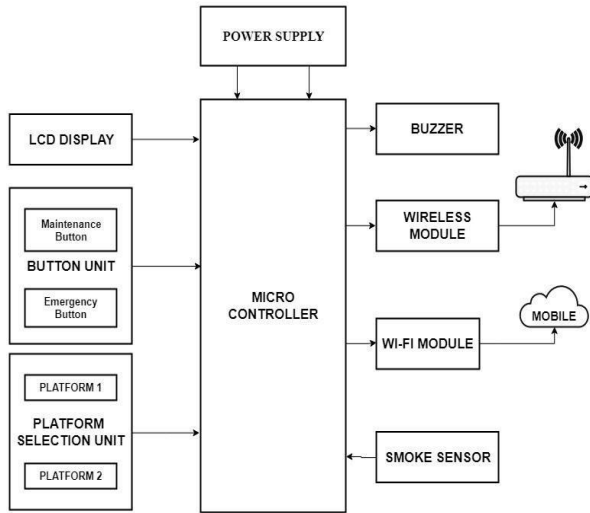 POWER SUPPLY
LCD DISPLAY
Maintenance
Button
BUTTON UNIT
Emergency
Button
PLATFORM 1
PLATFORM
SELECTION UNIT
PLATFORM 2
MICRO
CONTROLLER
BUZZER
WIRELESS
MODULE
WI-FI MODULE
MOBILE
SMOKE SENSOR